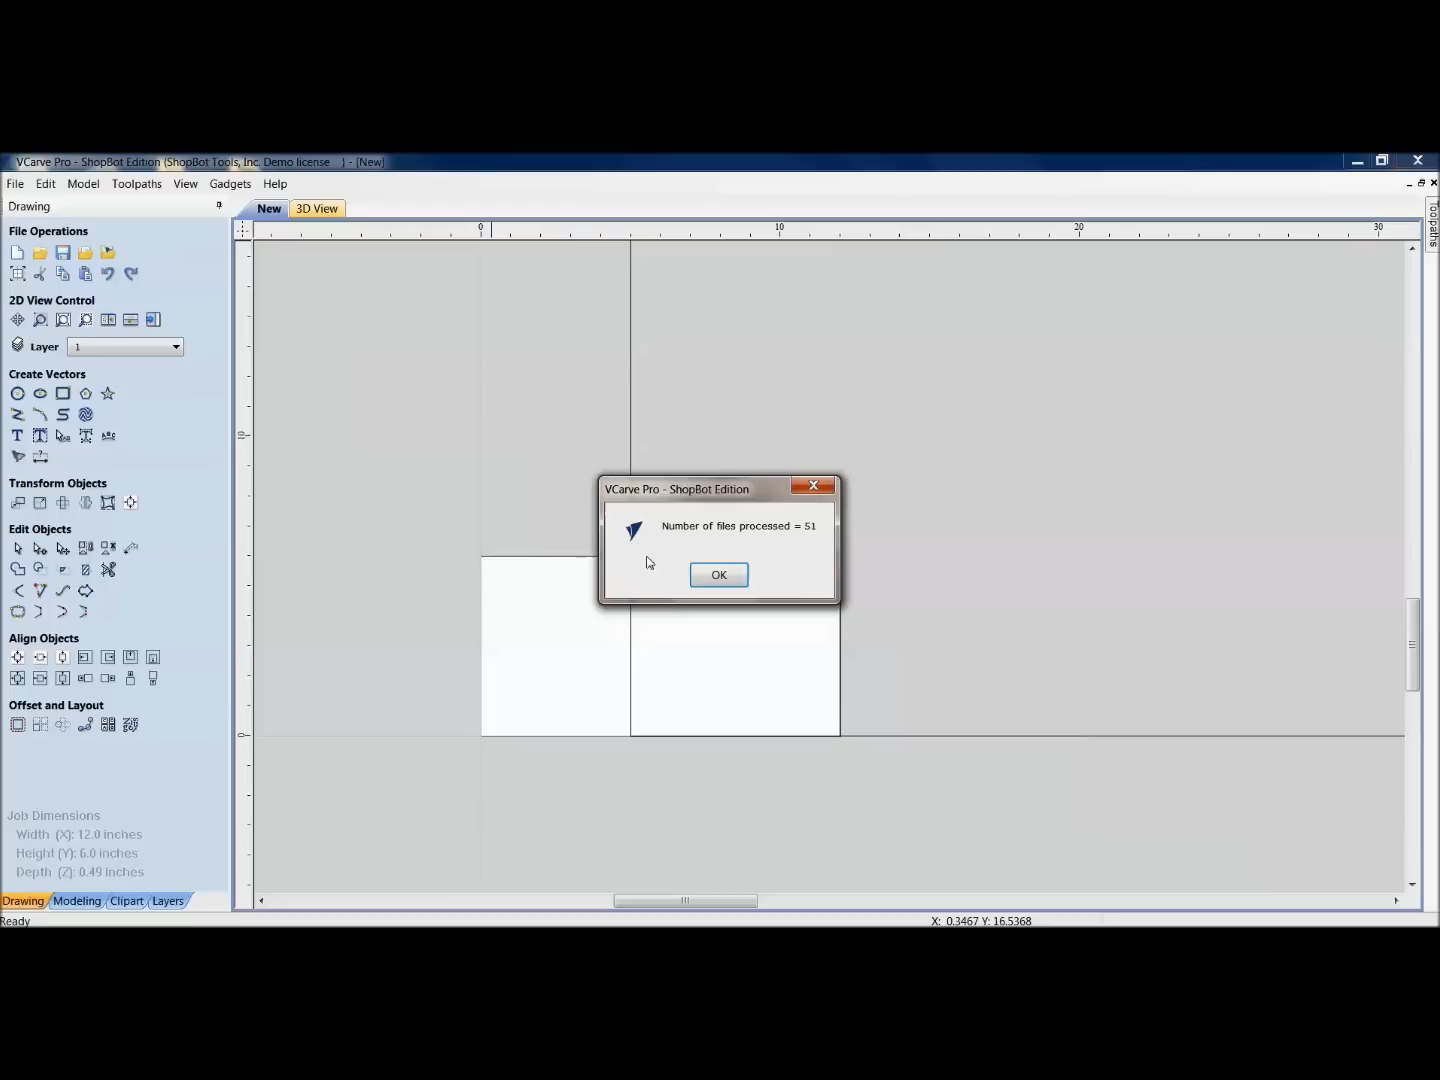 VCarve Pro - ShopBot Edition (ShopBot Tools, Inc. Demo license } - [New]
File Edit Model Toolpaths View Gadgets Help
Drawing
New 3D View
Toolpaths
File Operations
0 10 20 30
2D View Control
Layer 1
Create Vectors
10
Transform Objects
VCarve Pro - ShopBot Edition
Number of files processed = 51
Edit Objects
OK
Align Objects
Offset and Layout
0
Job Dimensions
Width (X): 12.0 inches
Height (Y): 6.0 inches
Depth (Z): 0.49 inches
Drawing Modeling Clipart Layers
Ready
X: 0.3467 Y: 16.5368